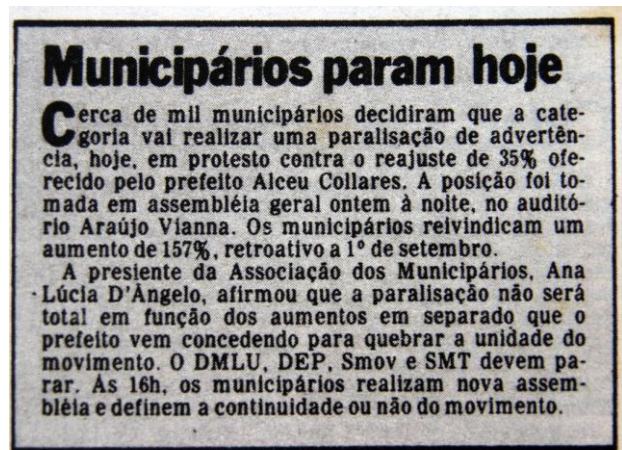 Municipários param hoje
Cerca de mil municipários decidiram que a cate-
goria vai realizar uma paralisação de advertên-
cia, hoje, em protesto contra o reajuste de 35% ofe-
recido pelo prefeito Alceu Collares. A posição foi to-
mada em assembléia geral ontem à noite, no auditó-
rio Araújo Vianna. Os municipários reivindicam um
aumento de 157%, retroativo a 1º de setembro.
A presiente da Associação dos Municipários, Ana
Lúcia D'Ângelo, afirmou que a paralisação não será
total em função dos aumentos em separado que o
prefeito vem concedendo para quebrar a unidade do
movimento. O DMLU, DEP, Smov e SMT devem pa-
rar. Às 16h, os municipários realizam nova assem-
bléia e definem a continuidade ou não do movimento.